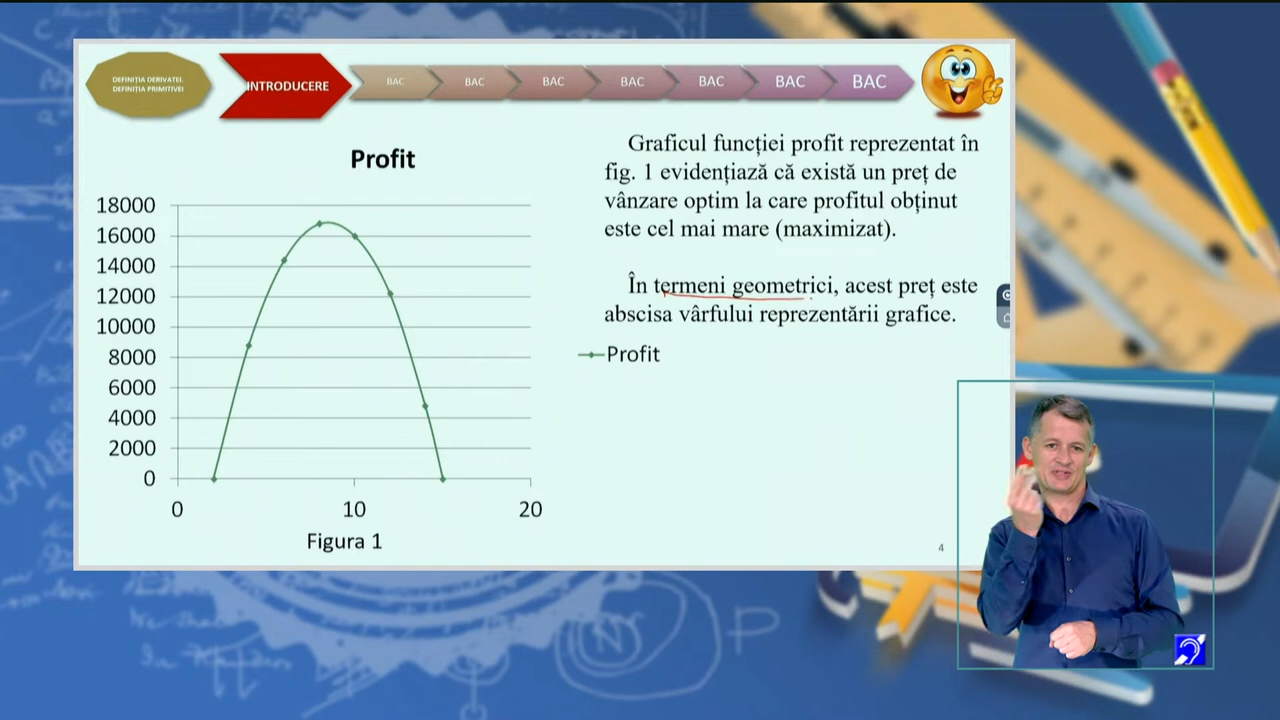 DEFINIȚIA DERIVATEI.
DEFINIȚIA PRIMITIVEI
INTRODUCERE
BAC
BAC
BAC
BAC
BAC
BAC
BAC
Profit
18000
16000
14000
12000
10000
8000
6000
4000
2000
0
0
10
20
Figura 1
Graficul funcției profit reprezentat în
fig. 1 evidențiază că există un preț de
vânzare optim la care profitul obținut
este cel mai mare (maximizat).
În termeni geometrici, acest preț este
abscisa vârfului reprezentării grafice.
Profit
4
N
P